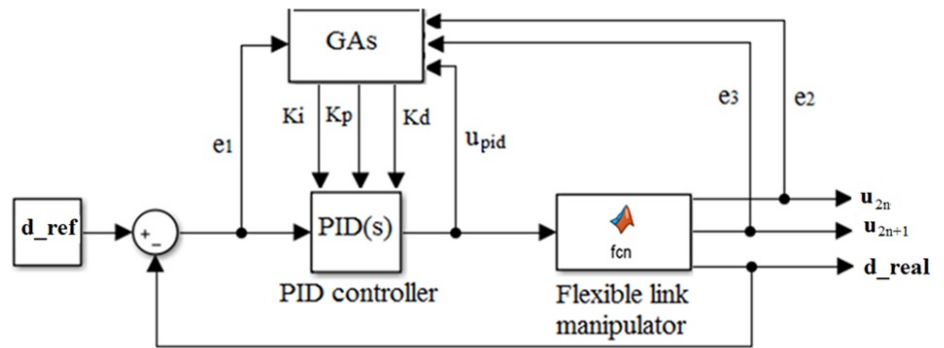 GAs
e3
e2
Ki
Kp
Kd
e1
upid
d_ref
+
−
PID(s)
fcn
u2n
u2n+1
d_real
PID controller
Flexible link
manipulator